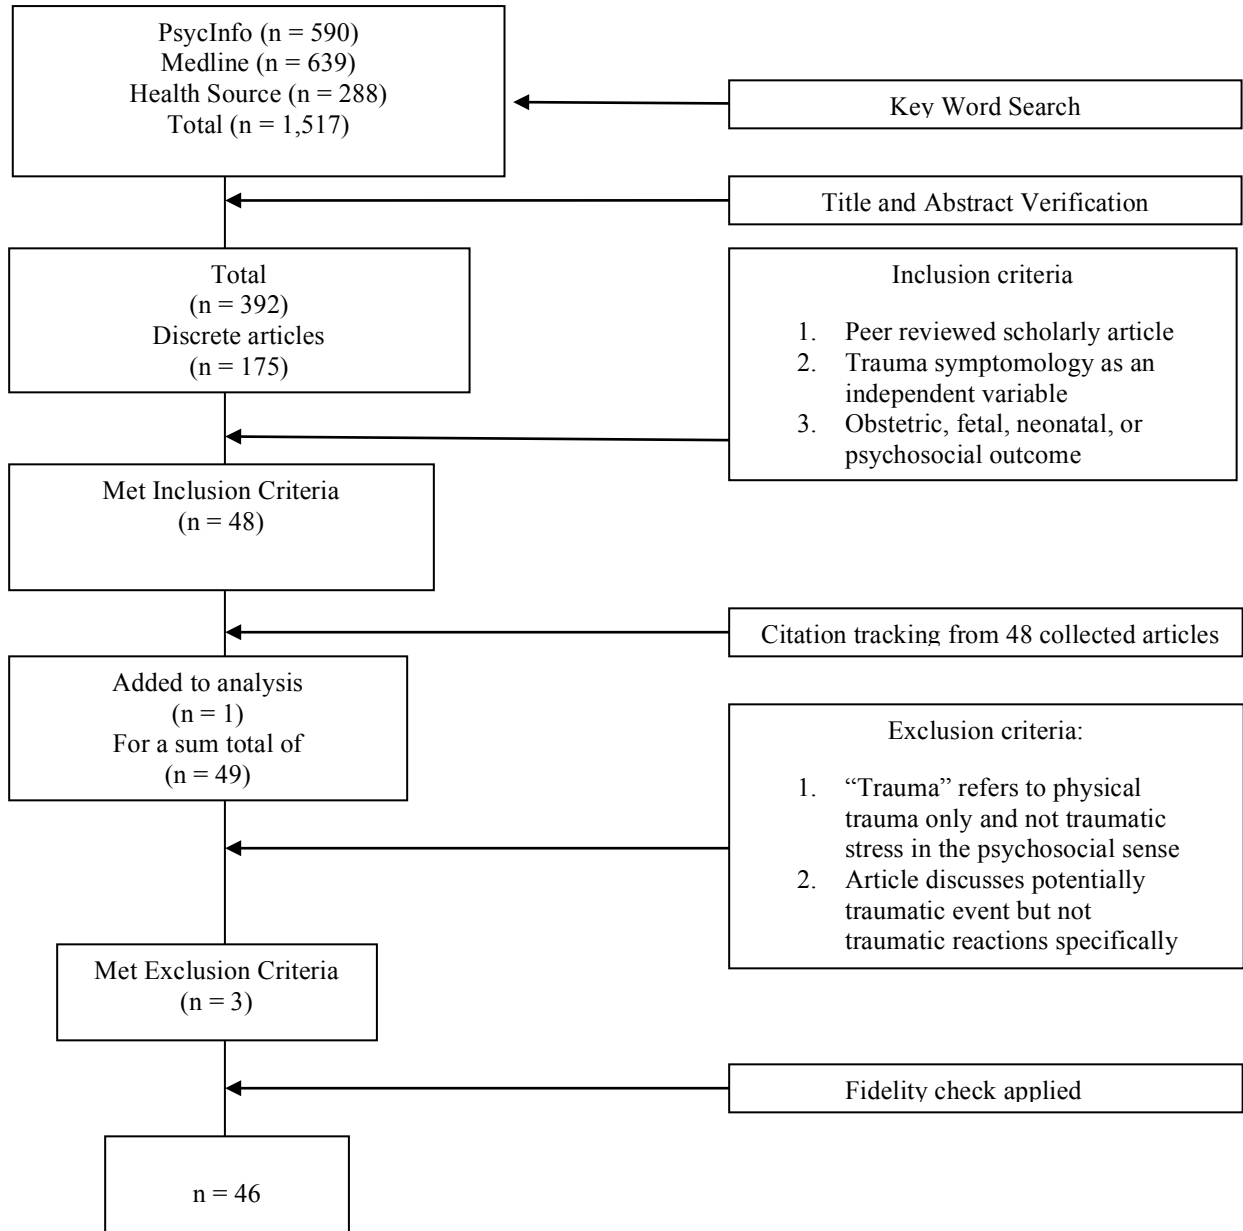 PsycInfo (n = 590)
Medline (n = 639)
Health Source (n = 288)
Total (n = 1,517)
Key Word Search
Title and Abstract Verification
Total
(n = 392)
Discrete articles
(n = 175)
Inclusion criteria
1. Peer reviewed scholarly article
2. Trauma symptomology as an
independent variable
3. Obstetric, fetal, neonatal, or
psychosocial outcome
Met Inclusion Criteria
(n = 48)
Citation tracking from 48 collected articles
Added to analysis
(n = 1)
For a sum total of
(n = 49)
Exclusion criteria:
1. “Trauma” refers to physical
trauma only and not traumatic
stress in the psychosocial sense
2. Article discusses potentially
traumatic event but not
traumatic reactions specifically
Met Exclusion Criteria
(n = 3)
Fidelity check applied
n = 46